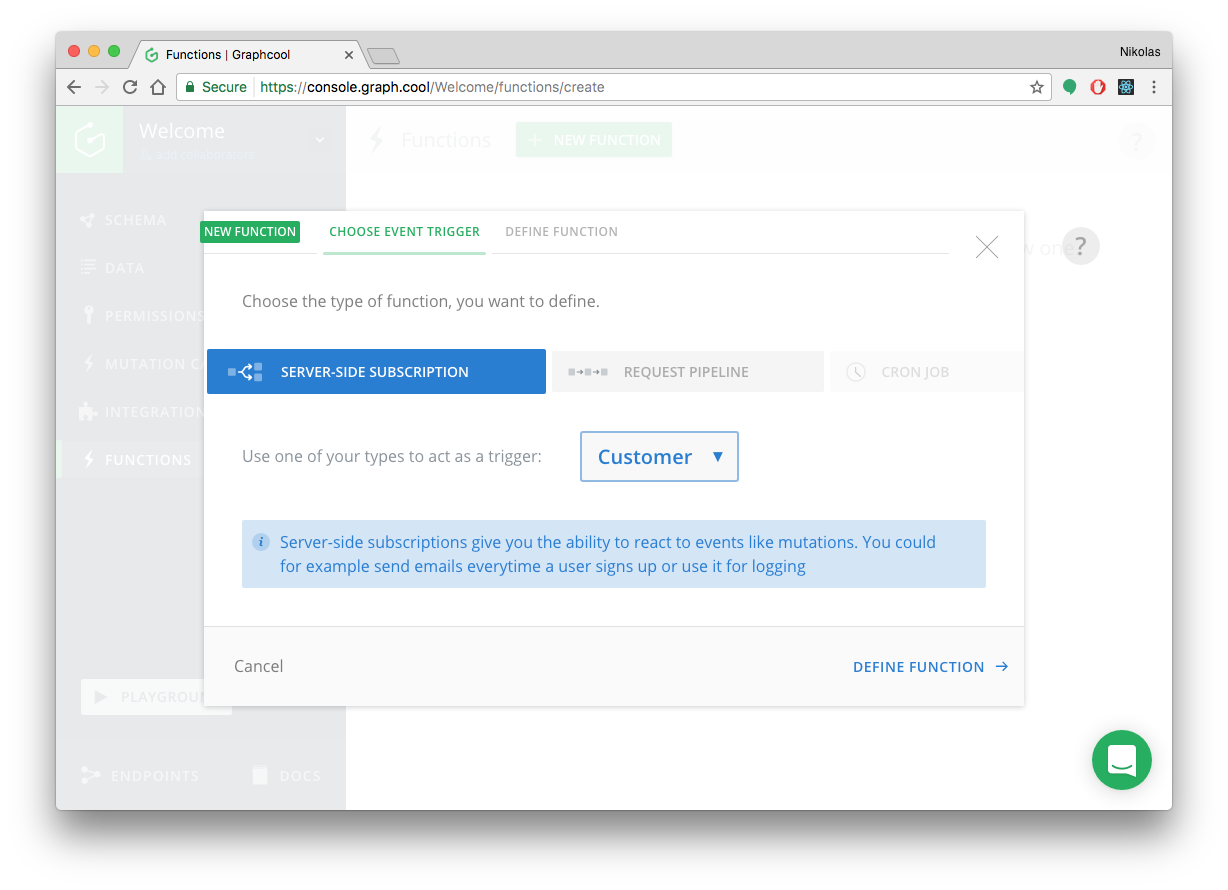 Functions | Graphcool
Nikolas
Secure https://console.graph.cool/Welcome/functions/create
Welcome
add collaborators
Functions
NEW FUNCTION
?
SCHEMA
DATA
PERMISSIONS
MUTATION CA
INTEGRATION
FUNCTIONS
PLAYGROUN
ENDPOINTS
DOCS
NEW FUNCTION
CHOOSE EVENT TRIGGER
DEFINE FUNCTION
w one
?
Choose the type of function, you want to define.
SERVER-SIDE SUBSCRIPTION
REQUEST PIPELINE
CRON JOB
Use one of your types to act as a trigger:
Customer
Server-side subscriptions give you the ability to react to events like mutations. You could
for example send emails everytime a user signs up or use it for logging
Cancel
DEFINE FUNCTION